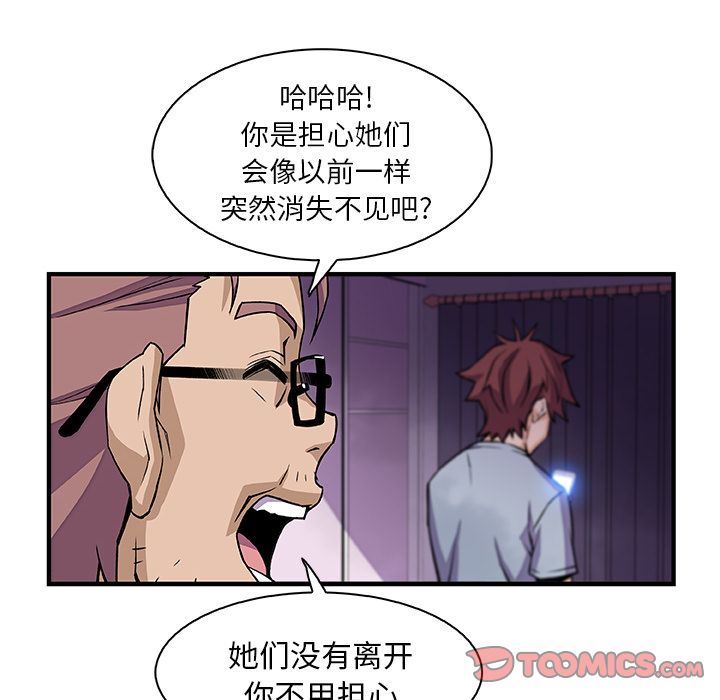 哈哈哈!
你是担心她们
会像以前一样
突然消失不见吧?
她们没有离开
你不用担心
TOOMICS.COM